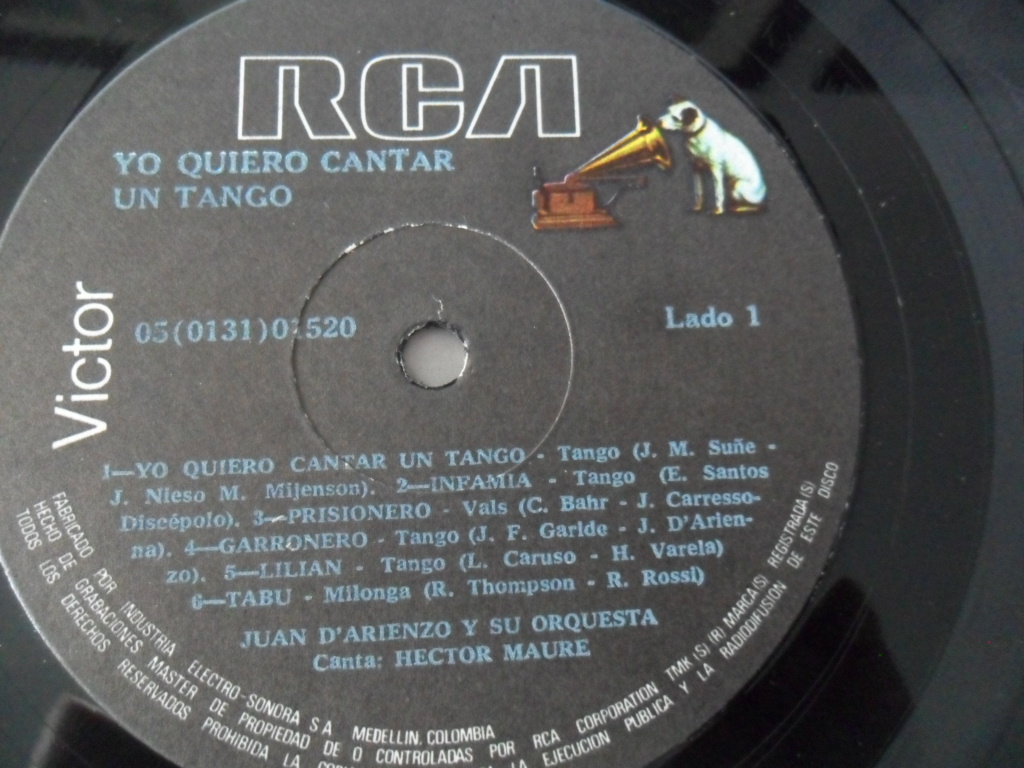 RCA
YO QUIERO CANTAR
UN TANGO
Victor
05(0131)01520
Lado 1
1—YO QUIERO CANTAR UN TANGO - Tango (J. M. Suñe -
J. Nieso M. Mijenson). 2—INFAMIA - Tango (E. Santos
Discépolo). 3—PRISIONERO - Vals (C. Bahr - J. Carresso-
na). 4—GARRONERO - Tango (J. F. Garide - J. D'Arien-
zo). 5—LILIAN - Tango (L. Caruso - H. Varela)
6—TABU - Milonga (R. Thompson - R. Rossi)
JUAN D'ARIENZO Y SU ORQUESTA
Canta: HECTOR MAURE
FABRICADO POR INDUSTRIA ELECTRO-SONORA S A MEDELLIN. COLOMBIA
HECHO DE GRABACIONES MASTER DE PROPIEDAD DE O CONTROLADAS POR RCA CORPORATION TMK (S) (R) MARCA(S) REGISTRADA(S)
TODOS LOS DERECHOS RESERVADOS PROHIBIDA LA EJECUCION PUBLICA Y LA RADIODIFUSION DE ESTE DISCO